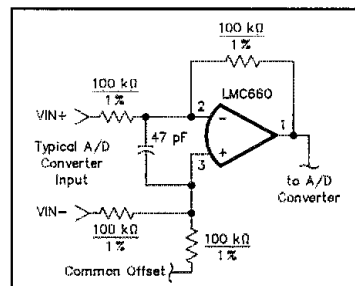 100 kΩ
1%
LMC660
100 kΩ
1%
VIN+
2
-
1
47 pF
Typical A/D
Converter
Input
3
+
to A/D
Converter
VIN-
100 kΩ
1%
100 kΩ
1%
Common Offset